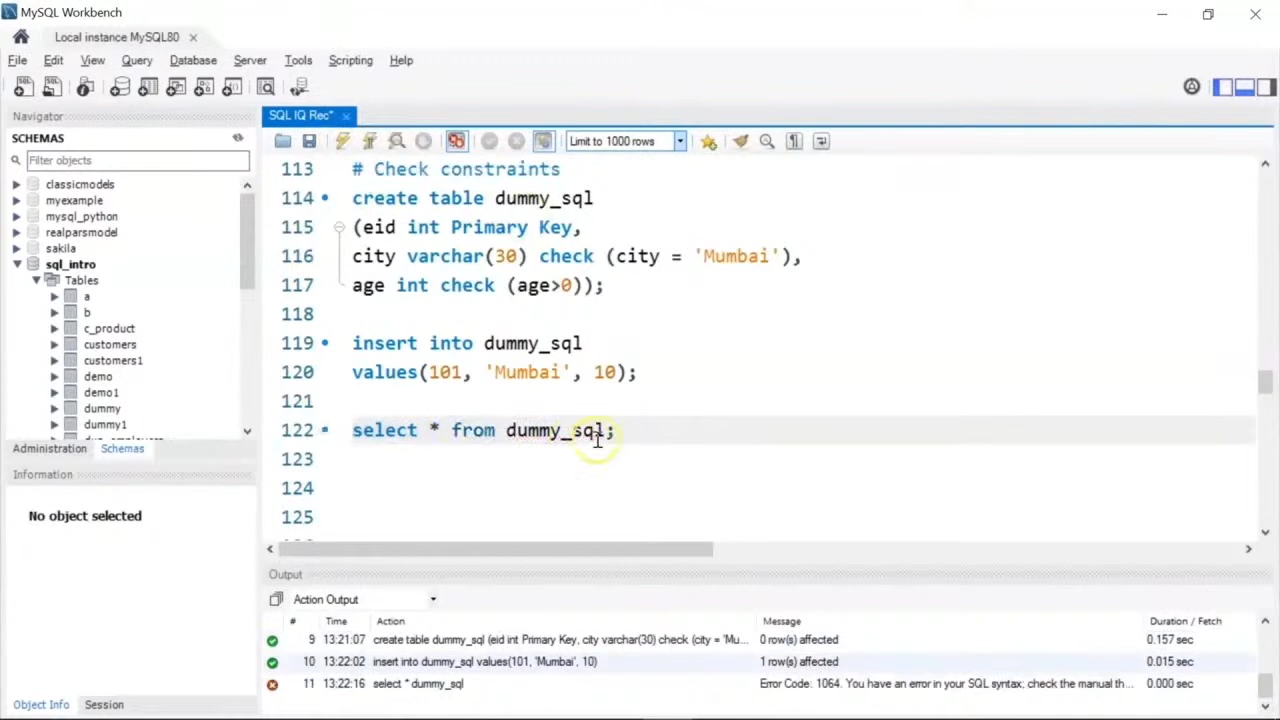 MySQL Workbench
Local instance MySQL80
File Edit View Query Database Server Tools Scripting Help
Navigator
SCHEMAS
Filter objects
classicmodels
myexample
mysql_python
realparsmodel
sakila
sql_intro
Tables
a
b
c_product
customers
customers1
demo
demo1
dummy
dummy1
Administration Schemas
Information
No object selected
Object Info Session
SQL IQ Rec*
Limit to 1000 rows
113 # Check constraints
114 create table dummy_sql
115 (eid int Primary Key,
116 city varchar(30) check (city = 'Mumbai'),
117 age int check (age>0));
118
119 insert into dummy_sql
120 values(101, 'Mumbai', 10);
121
122 select * from dummy_sql;
123
124
125
Output
Action Output
# Time Action Message Duration / Fetch
9 13:21:07 create table dummy_sql (eid int Primary Key, city varchar(30) check (city = 'Mu... 0 row(s) affected 0.157 sec
10 13:22:02 insert into dummy_sql values(101, 'Mumbai', 10) 1 row(s) affected 0.015 sec
11 13:22:16 select * dummy_sql Error Code: 1064. You have an error in your SQL syntax; check the manual th... 0.000 sec